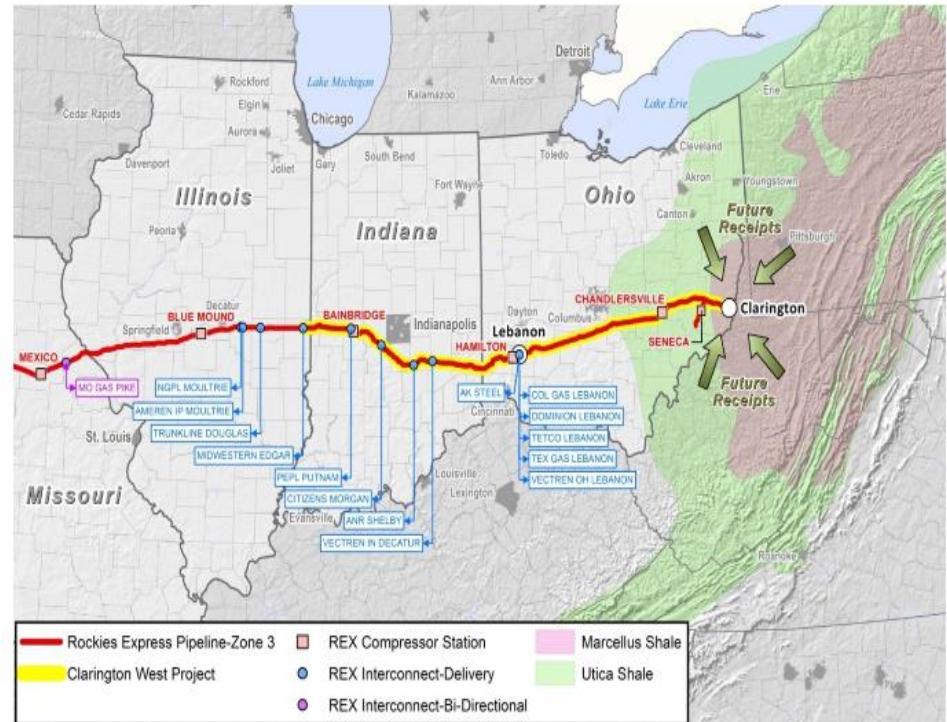 Detroit
Rockford
Lake Michigan
Ann Arbor
Kalamazoo
Erie
Elgin
Lake Erie
Cedar Rapids
Chicago
Aurora
Cleveland
Davenport
Joliet
Gary
South Bend
Toledo
Akron
Youngstown
Illinois
Fort Wayne
Ohio
Canton
Future
Receipts
Peoria
Indiana
Pittsburgh
CHANDLERSVILLE
Decatur
BLUE MOUND
BAINBRIDGE
Clarington
Springfield
Indianapolis
Dayton
Columbus
Lebanon
SENECA
MEXICO
HAMILTON
MO GAS PIKE
NGPL MOULTRIE
AK STEEL
COL GAS LEBANON
Future
Receipts
AMEREN IP MOULTRIE
Cincinnati
DOMINION LEBANON
TRUNKLINE DOUGLAS
St. Louis
TETCO LEBANON
MIDWESTERN EDGAR
TEX GAS LEBANON
PEPL PUTNAM
Louisville
VECTREN OH LEBANON
Missouri
CITIZENS MORGAN
Lexington
Evansville
ANR SHELBY
VECTREN IN DECATUR
Roanoke
Rockies Express Pipeline-Zone 3
REX Compressor Station
Marcellus Shale
Clarington West Project
REX Interconnect-Delivery
Utica Shale
REX Interconnect-Bi-Directional